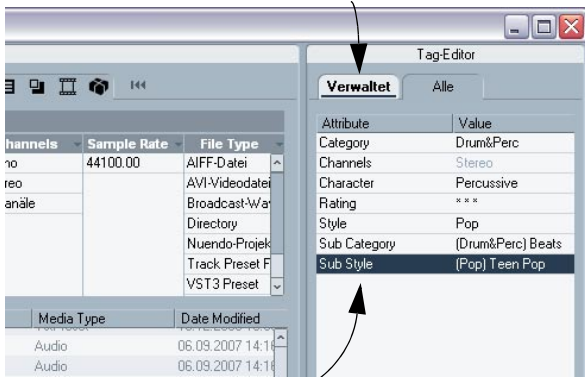 Tag-Editor
Verwaltet Alle
Attribute Value
Category Drum&Perc
Channels Stereo
Character Percussive
Rating * * *
Style Pop
Sub Category (Drum&Perc) Beats
Sub Style (Pop) Teen Pop
hannels Sample Rate File Type
no 44100.00 AIFF-Datei
reo AVI-Videodatei
anäle Broadcast-Wa
Directory
Nuendo-Projek
Track Preset F
VST3 Preset
Media Type Date Modified
Audio 06.09.2007 14:1
Audio 06.09.2007 14:1